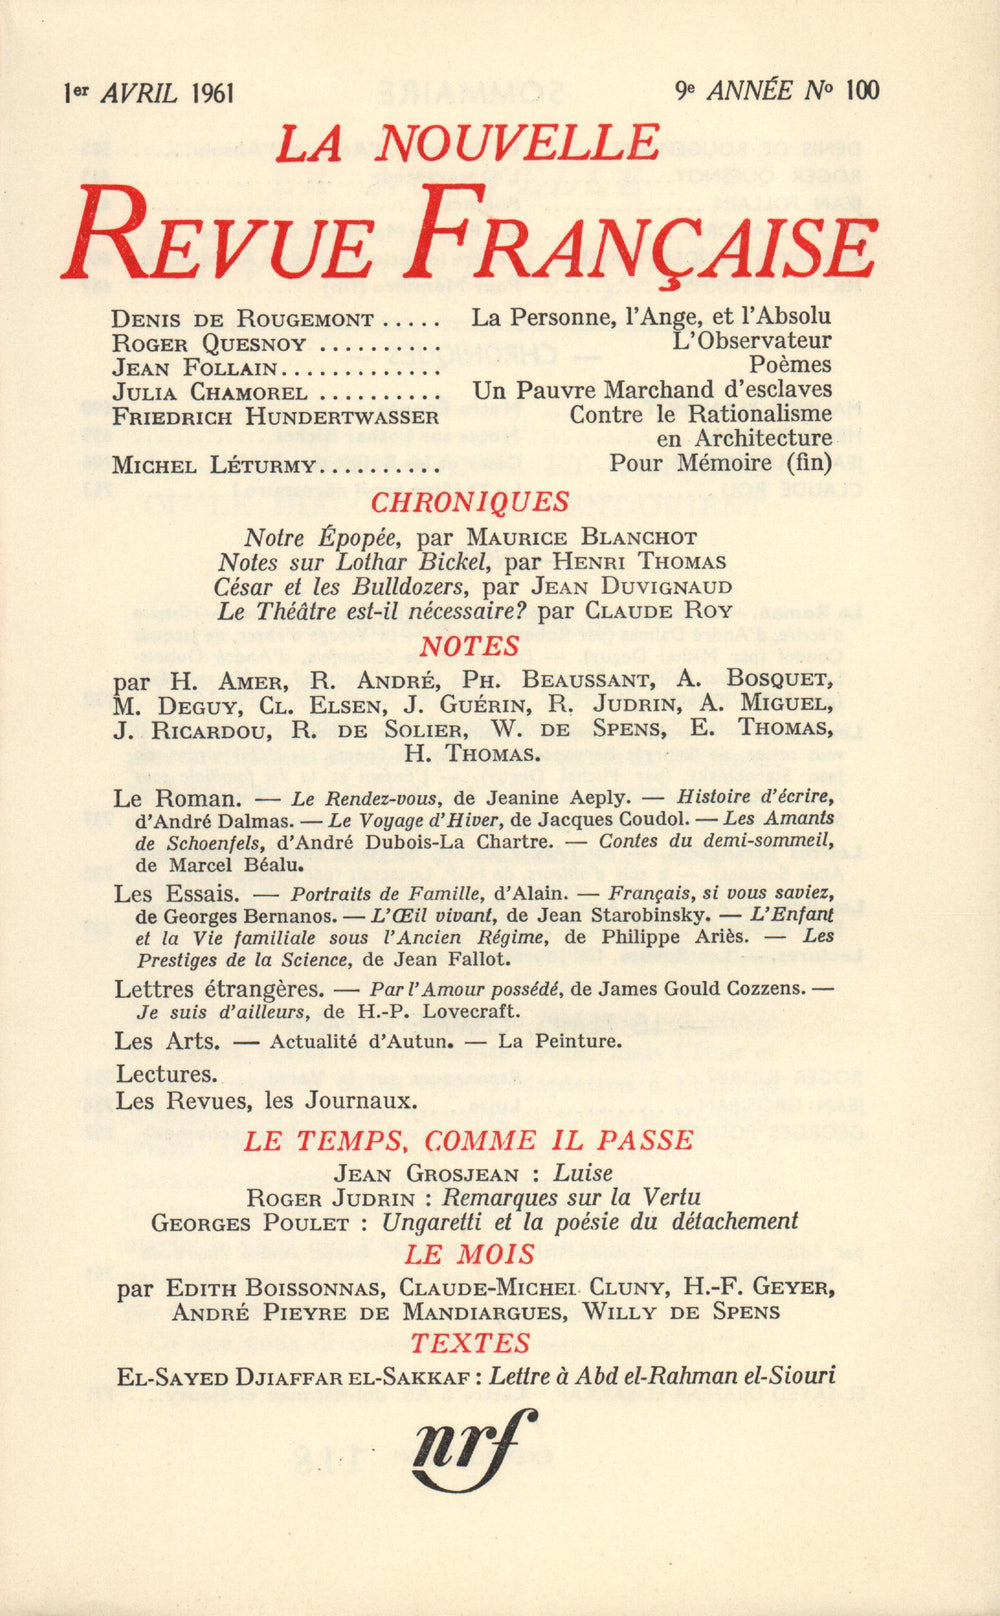 1er AVRIL 1961
9e ANNÉE No 100
LA NOUVELLE
REVUE FRANÇAISE
DENIS DE ROUGEMONT ..... La Personne, l'Ange, et l'Absolu
ROGER QUESNOY .......... L'Observateur
JEAN FOLLAIN............. Poèmes
JULIA CHAMOREL .......... Un Pauvre Marchand d'esclaves
FRIEDRICH HUNDERTWASSER Contre le Rationalisme
en Architecture
MICHEL LÉTURMY.......... Pour Mémoire (fin)
CHRONIQUES
Notre Épopée, par MAURICE BLANCHOT
Notes sur Lothar Bickel, par HENRI THOMAS
César et les Bulldozers, par JEAN DUVIGNAUD
Le Théâtre est-il nécessaire? par CLAUDE ROY
NOTES
par H. AMER, R. ANDRÉ, PH. BEAUSSANT, A. BOSQUET,
M. DEGUY, CL. ELSEN, J. GUÉRIN, R. JUDRIN, A. MIGUEL,
J. RICARDOU, R. DE SOLIER, W. DE SPENS, E. THOMAS,
H. THOMAS.
Le Roman. — Le Rendez-vous, de Jeanine Aeply. — Histoire d'écrire,
d'André Dalmas. — Le Voyage d'Hiver, de Jacques Coudol. — Les Amants
de Schoenfels, d'André Dubois-La Chartre. — Contes du demi-sommeil,
de Marcel Béalu.
Les Essais. — Portraits de Famille, d'Alain. — Français, si vous saviez,
de Georges Bernanos. — L'Œil vivant, de Jean Starobinsky. — L'Enfant
et la Vie familiale sous l'Ancien Régime, de Philippe Ariès. — Les
Prestiges de la Science, de Jean Fallot.
Lettres étrangères. — Par l'Amour possédé, de James Gould Cozzens. —
Je suis d'ailleurs, de H.-P. Lovecraft.
Les Arts. — Actualité d'Autun. — La Peinture.
Lectures.
Les Revues, les Journaux.
LE TEMPS, COMME IL PASSE
JEAN GROSJEAN : Luise
ROGER JUDRIN : Remarques sur la Vertu
GEORGES POULET : Ungaretti et la poésie du détachement
LE MOIS
par EDITH BOISSONNAS, CLAUDE-MICHEL CLUNY, H.-F. GEYER,
ANDRÉ PIEYRE DE MANDIARGUES, WILLY DE SPENS
TEXTES
EL-SAYED DJIAFFAR EL-SAKKAF : Lettre à Abd el-Rahman el-Siouri
nrf